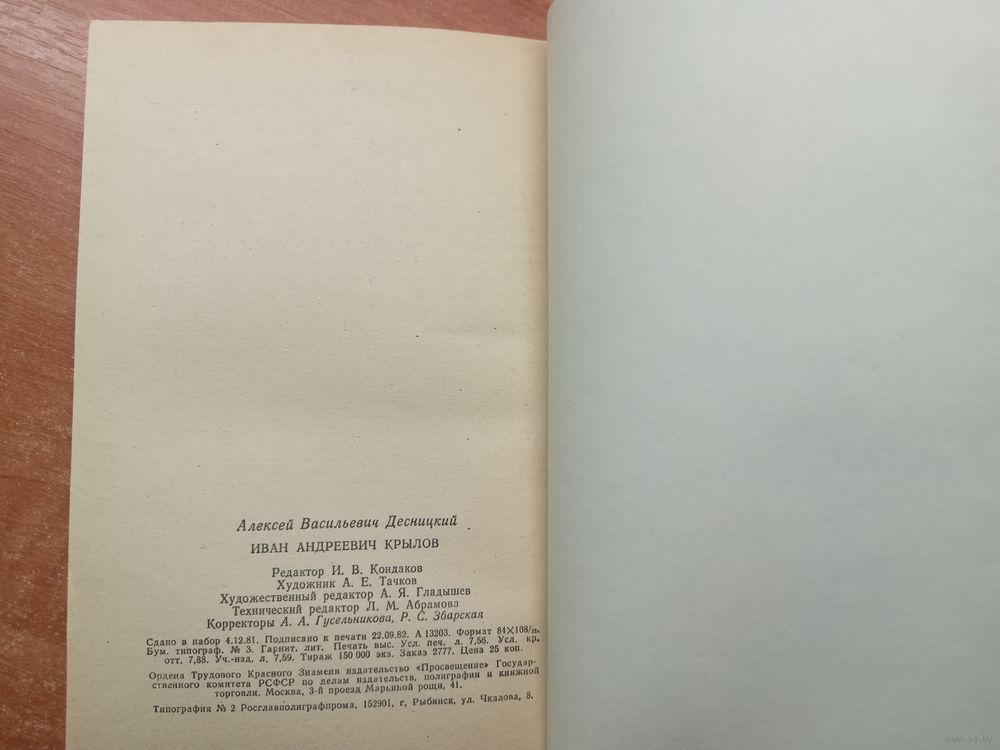 Алексей Васильевич Десницкий
ИВАН АНДРЕЕВИЧ КРЫЛОВ
Редактор И. В. Кондаков
Художник А. Е. Тачков
Художественный редактор А. Я. Гладышев
Технический редактор Л. М. Абрамова
Корректоры А. А. Гусельникова, Р. С. Збарская
Сдано в набор 4.12.81. Подписано к печати 22.09.82. А 13203. Формат 84×108/32.
Бум. типограф. № 3. Гарнит. лит. Печать выс. Усл. печ. л. 7,56. Усл. кр.
отт. 7,88. Уч.-изд. л. 7,59. Тираж 150 000 экз. Заказ 2777. Цена 25 коп.
Ордена Трудового Красного Знамени издательство «Просвещение» Государ-
ственного комитета РСФСР по делам издательств, полиграфии и книжной
торговли. Москва, 3-й проезд Марьиной рощи, 41.
Типография № 2 Росглавполиграфпрома, 152901, г. Рыбинск, ул. Чкалова, 8.
www.ay.by